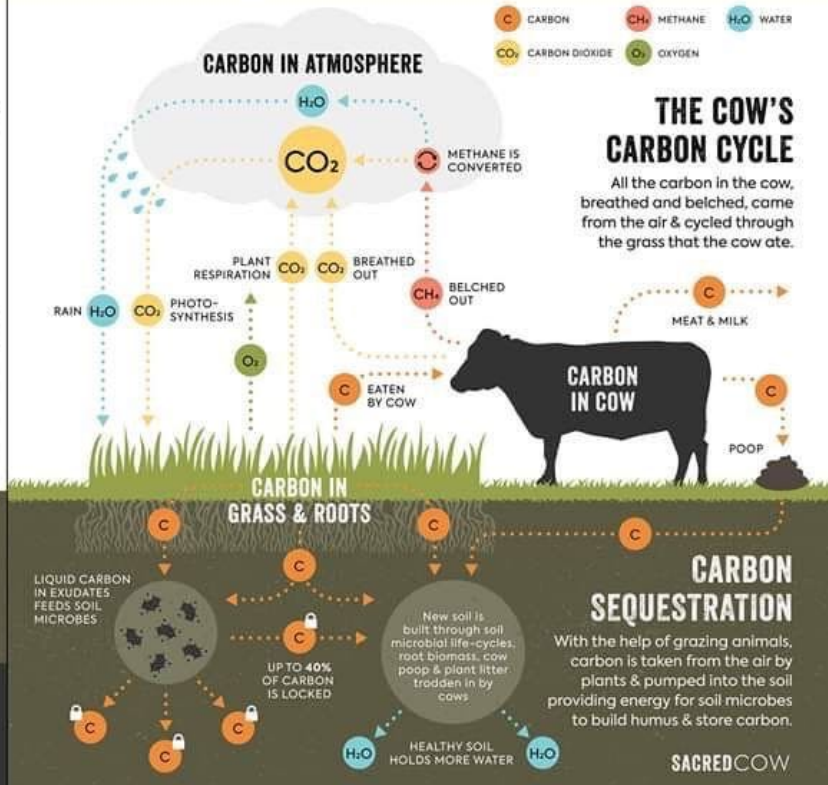 C CARBON
CH₄ METHANE
H₂O WATER
CO₂ CARBON DIOXIDE
O₂ OXYGEN
CARBON IN ATMOSPHERE
H₂O
CO₂
METHANE IS
CONVERTED
THE COW'S
CARBON CYCLE
All the carbon in the cow,
breathed and belched, came
from the air & cycled through
the grass that the cow ate.
PLANT
RESPIRATION
CO₂
CO₂
BREATHED
OUT
CH₄
BELCHED
OUT
C
MEAT & MILK
RAIN
H₂O
CO₂
PHOTO-
SYNTHESIS
O₂
C
EATEN
BY COW
CARBON
IN COW
C
POOP
CARBON IN
GRASS & ROOTS
C
C
C
C
LIQUID CARBON
IN EXUDATES
FEEDS SOIL
MICROBES
C
UP TO 40%
OF CARBON
IS LOCKED
New soil is
built through soil
microbial life-cycles,
root biomass, cow
poop & plant litter
trodden in by
cows
CARBON
SEQUESTRATION
With the help of grazing animals,
carbon is taken from the air by
plants & pumped into the soil
providing energy for soil microbes
to build humus & store carbon.
C
C
C
H₂O
HEALTHY SOIL
HOLDS MORE WATER
H₂O
SACREDCOW